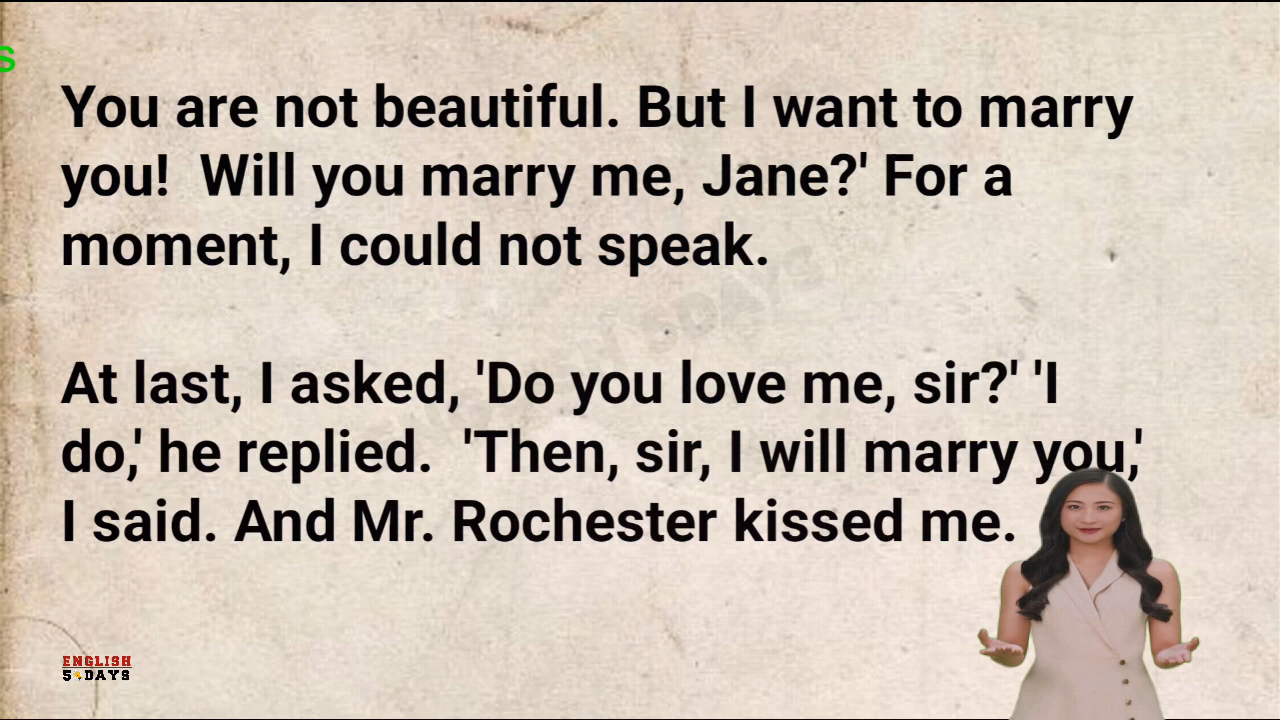 S
You are not beautiful. But I want to marry
you!  Will you marry me, Jane?' For a
moment, I could not speak.
At last, I asked, 'Do you love me, sir?' 'I
do,' he replied.  'Then, sir, I will marry you,'
I said. And Mr. Rochester kissed me.
ENGLISH
5 DAYS